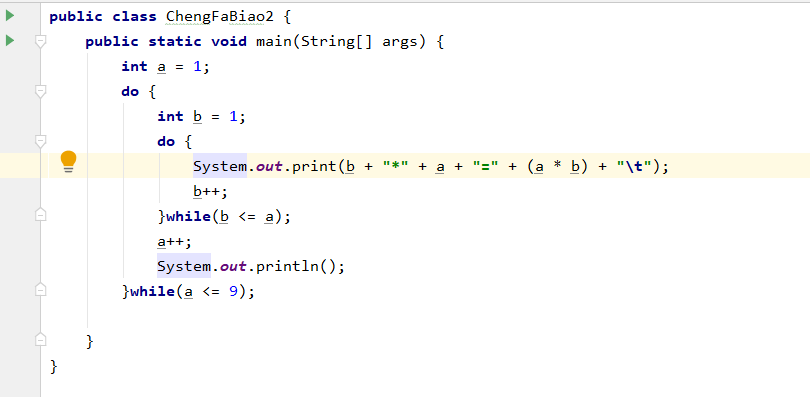 public class ChengFaBiao2 {
    public static void main(String[] args) {
        int a = 1;
        do {
            int b = 1;
            do {
                System.out.print(b + "*" + a + "=" + (a * b) + "\t");
                b++;
            }while(b <= a);
            a++;
            System.out.println();
        }while(a <= 9);
    }
}